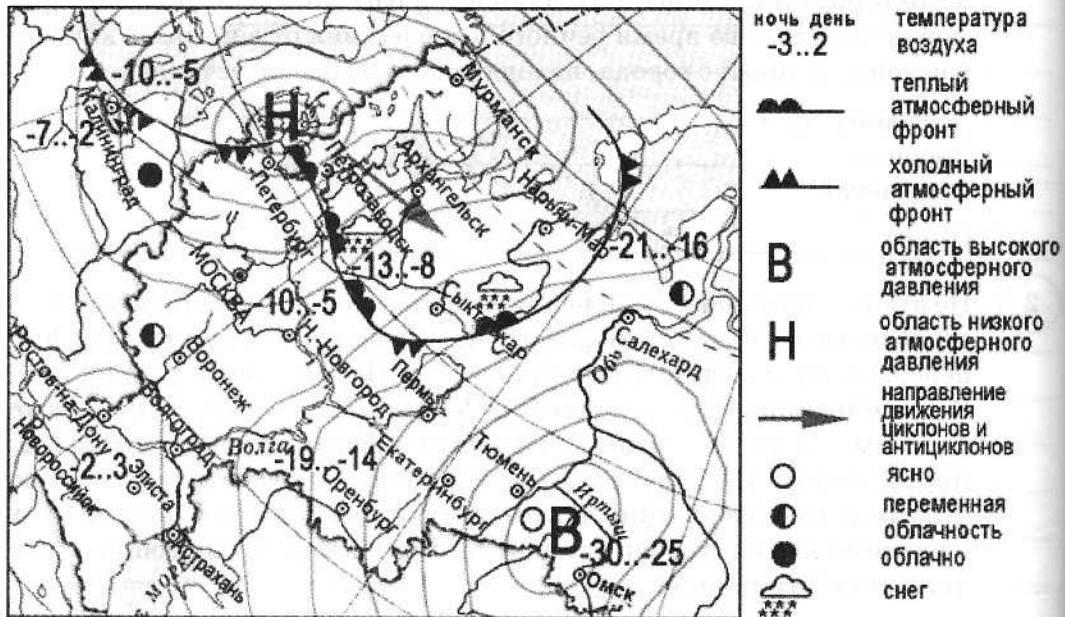 -10..-5
Калининград
-7..-2
Н
Мурманск
Петрозаводск
Архангельск
Нарьян-Ма
Петербург
-21..-16
-13..-8
МОСКВА
-10..-5
Сыктывкар
Салехард
Обь
Н.Новгород
Пермь
Воронеж
Ростов-на-Дону
Волгоград
Волга
-19..-14
Екатеринбург
Тюмень
Новороссийск
-2..3
Элиста
Оренбург
Иртыш
В
-30..-25
Омск
Астрахань
МОРЕ
ночь день
-3..2
температура
воздуха
теплый
атмосферный
фронт
холодный
атмосферный
фронт
В
область высокого
атмосферного
давления
Н
область низкого
атмосферного
давления
направление
движения
циклонов и
антициклонов
ясно
переменная
облачность
облачно
снег